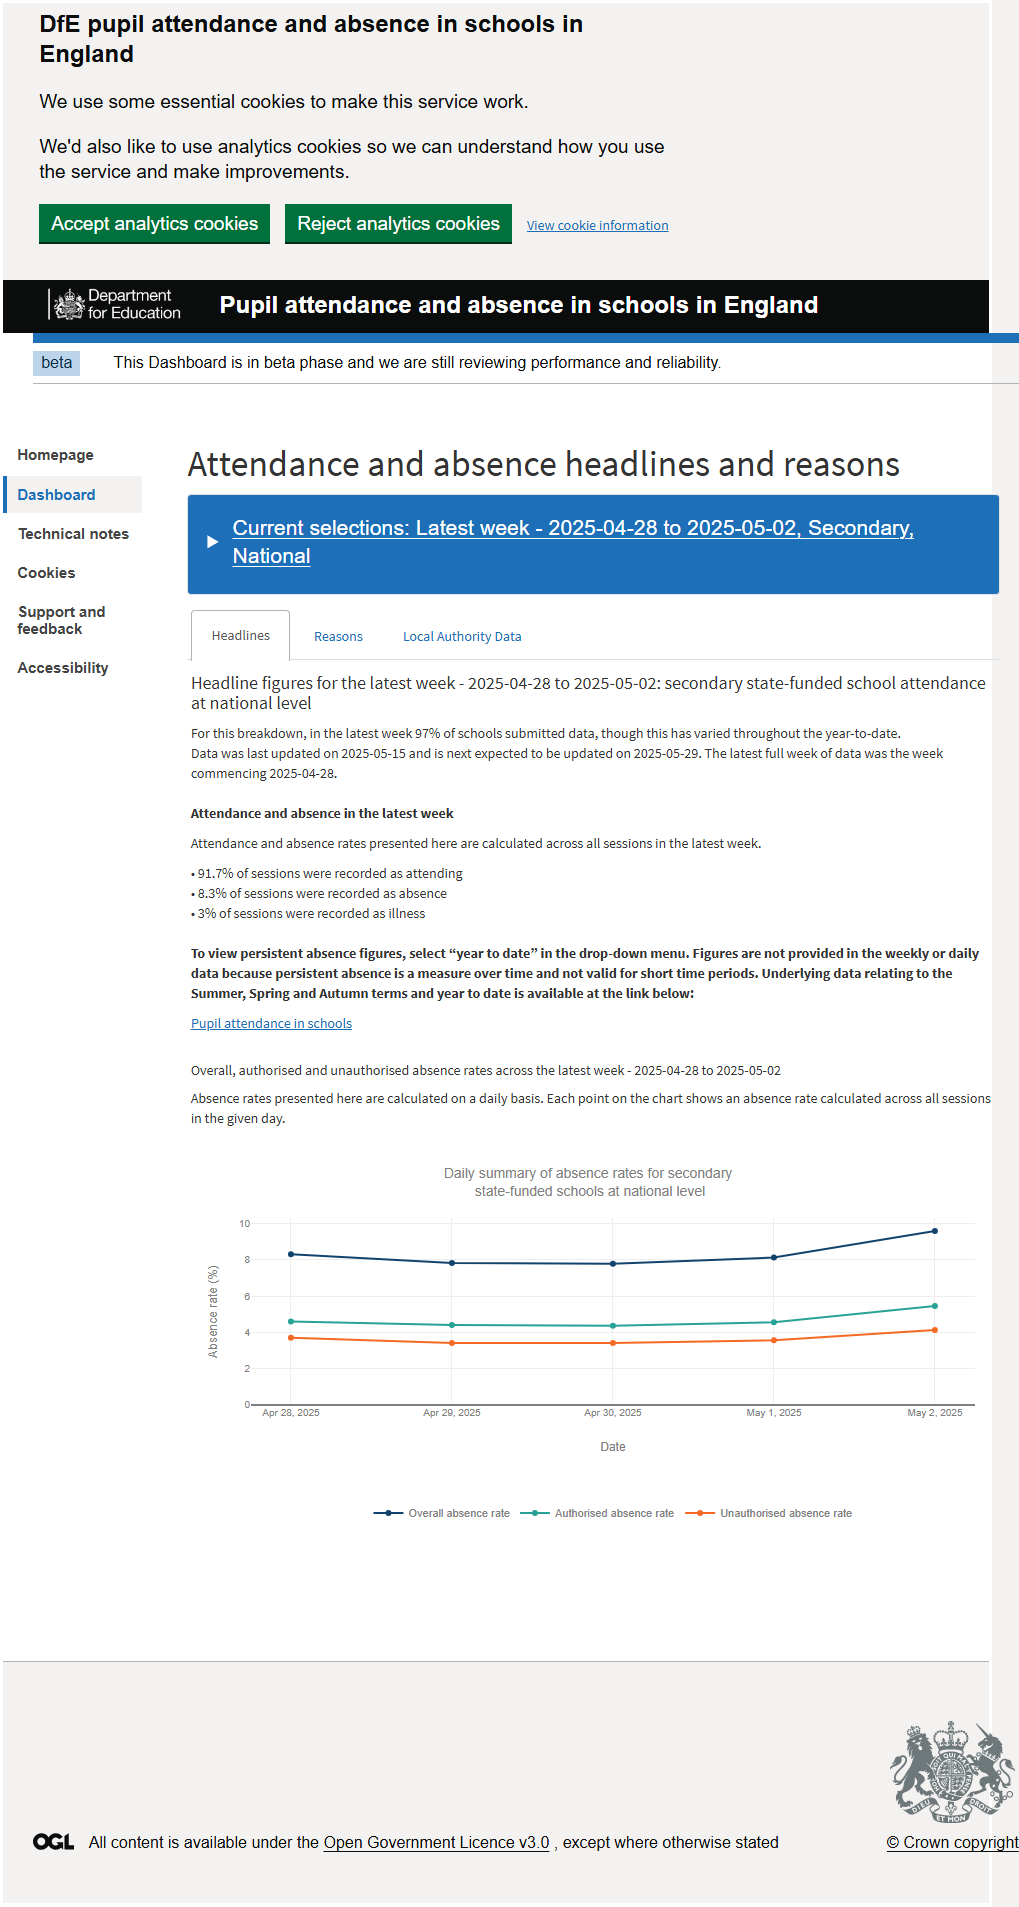 DfE pupil attendance and absence in schools in
England
We use some essential cookies to make this service work.
We'd also like to use analytics cookies so we can understand how you use
the service and make improvements.
Accept analytics cookies
Reject analytics cookies
View cookie information
Department
for Education
Pupil attendance and absence in schools in England
beta
This Dashboard is in beta phase and we are still reviewing performance and reliability.
Homepage
Dashboard
Technical notes
Cookies
Support and
feedback
Accessibility
Attendance and absence headlines and reasons
Current selections: Latest week - 2025-04-28 to 2025-05-02, Secondary,
National
Headlines
Reasons
Local Authority Data
Headline figures for the latest week - 2025-04-28 to 2025-05-02: secondary state-funded school attendance
at national level
For this breakdown, in the latest week 97% of schools submitted data, though this has varied throughout the year-to-date.
Data was last updated on 2025-05-15 and is next expected to be updated on 2025-05-29. The latest full week of data was the week
commencing 2025-04-28.
Attendance and absence in the latest week
Attendance and absence rates presented here are calculated across all sessions in the latest week.
• 91.7% of sessions were recorded as attending
• 8.3% of sessions were recorded as absence
• 3% of sessions were recorded as illness
To view persistent absence figures, select “year to date” in the drop-down menu. Figures are not provided in the weekly or daily
data because persistent absence is a measure over time and not valid for short time periods. Underlying data relating to the
Summer, Spring and Autumn terms and year to date is available at the link below:
Pupil attendance in schools
Overall, authorised and unauthorised absence rates across the latest week - 2025-04-28 to 2025-05-02
Absence rates presented here are calculated on a daily basis. Each point on the chart shows an absence rate calculated across all sessions
in the given day.
Daily summary of absence rates for secondary
state-funded schools at national level
Absence rate (%)
10
8
6
4
2
0
Apr 28, 2025
Apr 29, 2025
Apr 30, 2025
May 1, 2025
May 2, 2025
Date
Overall absence rate
Authorised absence rate
Unauthorised absence rate
DIEU
ET MON
DROIT
OGL
All content is available under the Open Government Licence v3.0 , except where otherwise stated
© Crown copyright